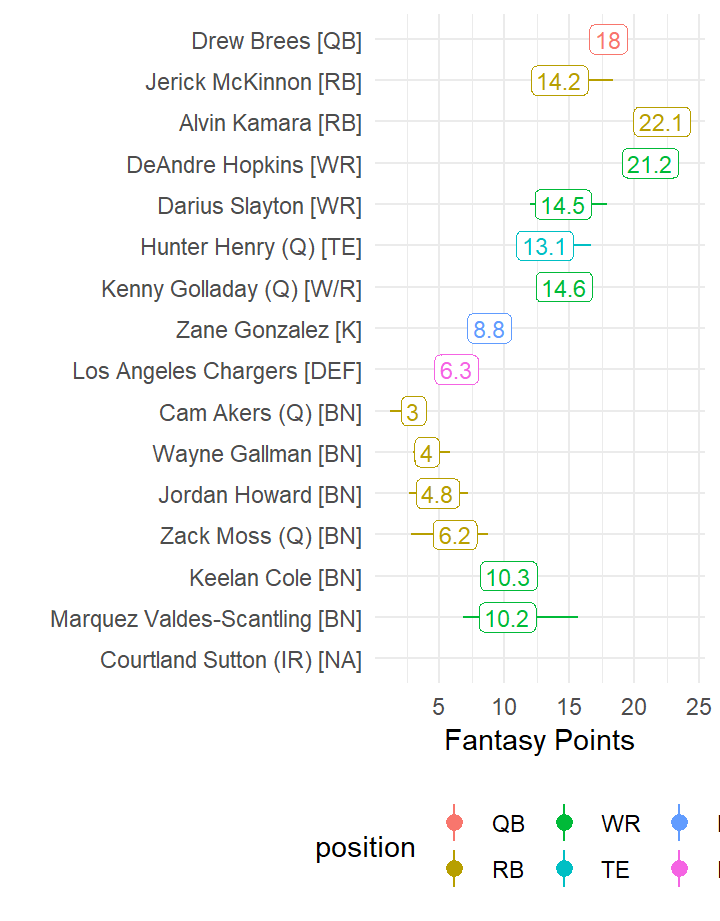 Drew Brees [QB] 18
Jerick McKinnon [RB] 14.2
Alvin Kamara [RB] 22.1
DeAndre Hopkins [WR] 21.2
Darius Slayton [WR] 14.5
Hunter Henry (Q) [TE] 13.1
Kenny Golladay (Q) [W/R] 14.6
Zane Gonzalez [K] 8.8
Los Angeles Chargers [DEF] 6.3
Cam Akers (Q) [BN] 3
Wayne Gallman [BN] 4
Jordan Howard [BN] 4.8
Zack Moss (Q) [BN] 6.2
Keelan Cole [BN] 10.3
Marquez Valdes-Scantling [BN] 10.2
Courtland Sutton (IR) [NA]
5 10 15 20 25
Fantasy Points
position
QB WR
RB TE